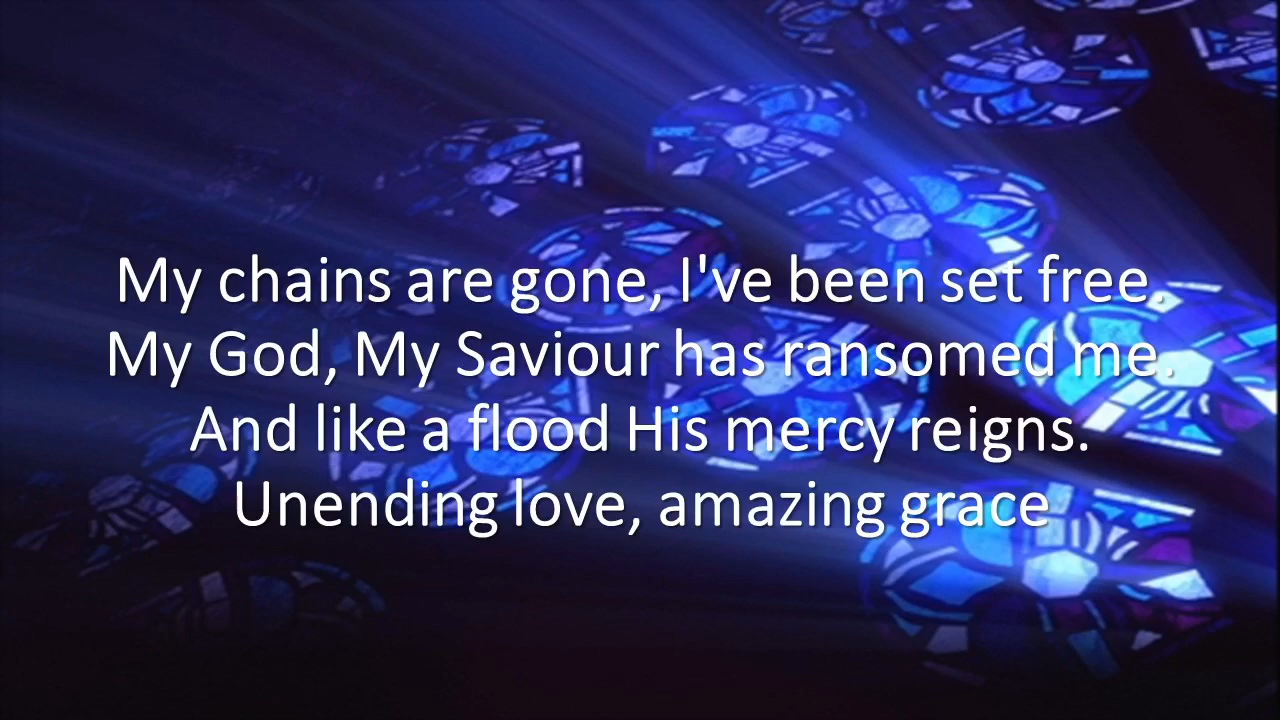 My chains are gone, I've been set free.
My God, My Saviour has ransomed me.
And like a flood His mercy reigns.
Unending love, amazing grace